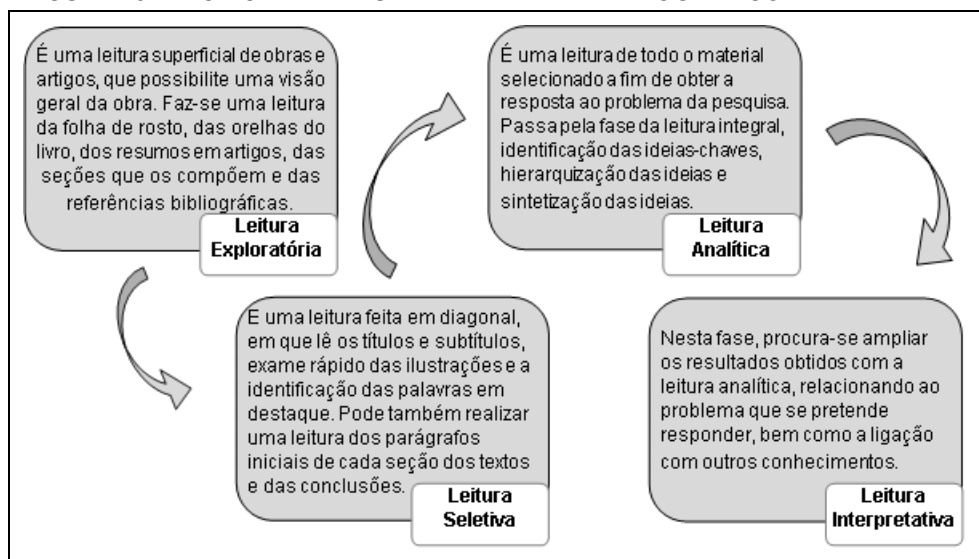 É uma leitura superficial de obras e
artigos, que possibilite uma visão
geral da obra. Faz-se uma leitura
da folha de rosto, das orelhas do
livro, dos resumos em artigos, das
seções que os compõem e das
referências bibliográficas.
Leitura
Exploratória
E uma leitura feita em diagonal,
em que lê os títulos e subtítulos,
exame rápido das ilustrações e a
identificação das palavras em
destaque. Pode também realizar
uma leitura dos parágrafos
iniciais de cada seção dos textos
e das conclusões.
Leitura
Seletiva
É uma leitura de todo o material
selecionado a fim de obter a
resposta ao problema da pesquisa.
Passa pela fase da leitura integral,
identificação das ideias-chaves,
hierarquização das ideias e
sintetização das ideias.
Leitura
Analítica
Nesta fase, procura-se ampliar
os resultados obtidos com a
leitura analítica, relacionando ao
problema que se pretende
responder, bem como a ligação
com outros conhecimentos.
Leitura
Interpretativa